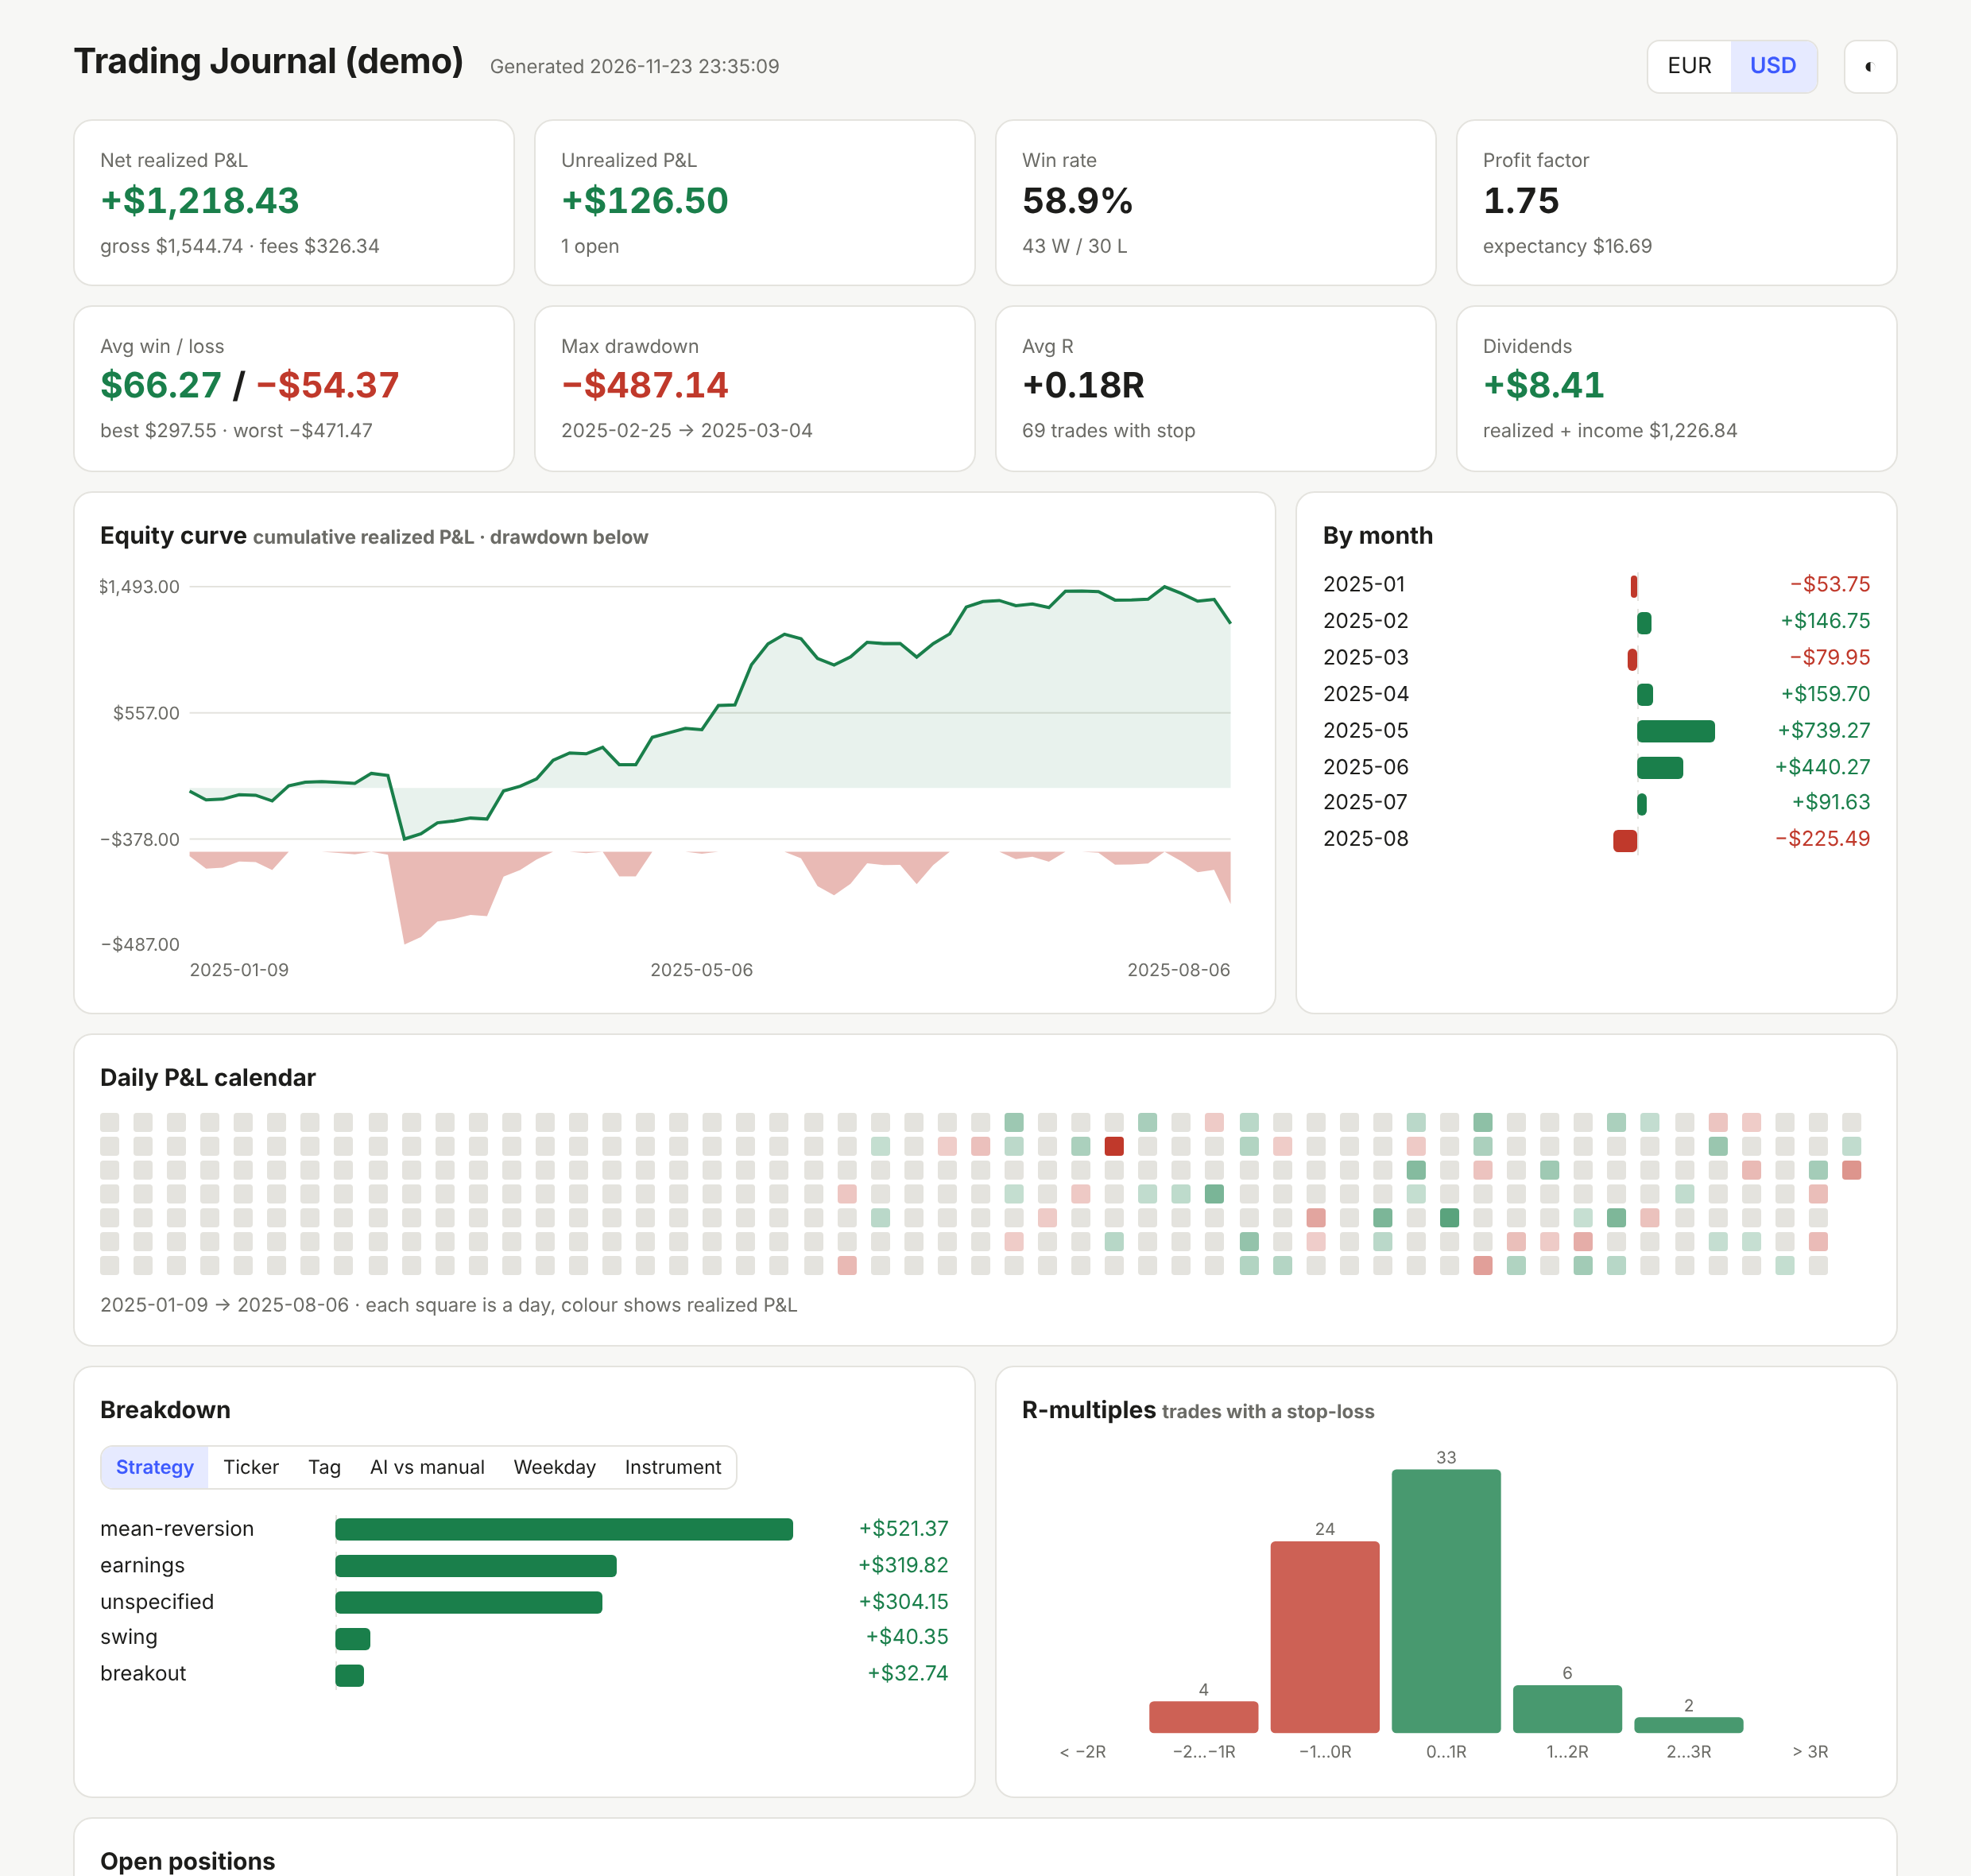 Trading Journal (demo) Generated 2026-11-23 23:35:09 EUR USD
Net realized P&L
+$1,218.43
gross $1,544.74 · fees $326.34
Unrealized P&L
+$126.50
1 open
Win rate
58.9%
43 W / 30 L
Profit factor
1.75
expectancy $16.69
Avg win / loss
$66.27 / −$54.37
best $297.55 · worst −$471.47
Max drawdown
−$487.14
2025-02-25 → 2025-03-04
Avg R
+0.18R
69 trades with stop
Dividends
+$8.41
realized + income $1,226.84
Equity curve cumulative realized P&L · drawdown below
$1,493.00
$557.00
−$378.00
−$487.00
2025-01-09 2025-05-06 2025-08-06
By month
2025-01 −$53.75
2025-02 +$146.75
2025-03 −$79.95
2025-04 +$159.70
2025-05 +$739.27
2025-06 +$440.27
2025-07 +$91.63
2025-08 −$225.49
Daily P&L calendar
2025-01-09 → 2025-08-06 · each square is a day, colour shows realized P&L
Breakdown
Strategy Ticker Tag AI vs manual Weekday Instrument
mean-reversion +$521.37
earnings +$319.82
unspecified +$304.15
swing +$40.35
breakout +$32.74
R-multiples trades with a stop-loss
33
24
6
4
2
< −2R −2…−1R −1…0R 0…1R 1…2R 2…3R > 3R
Open positions